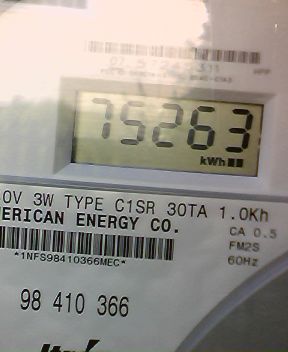 75263
kWh
0V 3W TYPE C1SR 30TA 1.0Kh
ERICAN ENERGY CO.
CA 0.5
FM2S
60Hz
*1NFS98410366MEC*
98 410 366